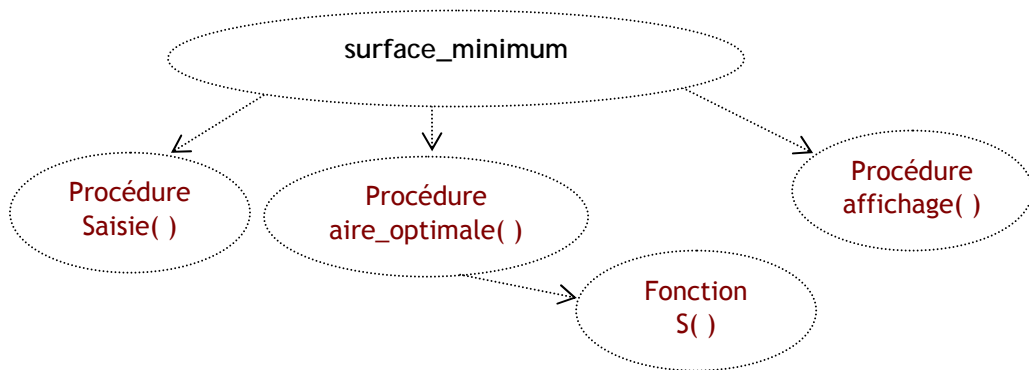 surface_minimum
Procédure
Saisie( )
Procédure
aire_optimale( )
Procédure
affichage( )
Fonction
S( )